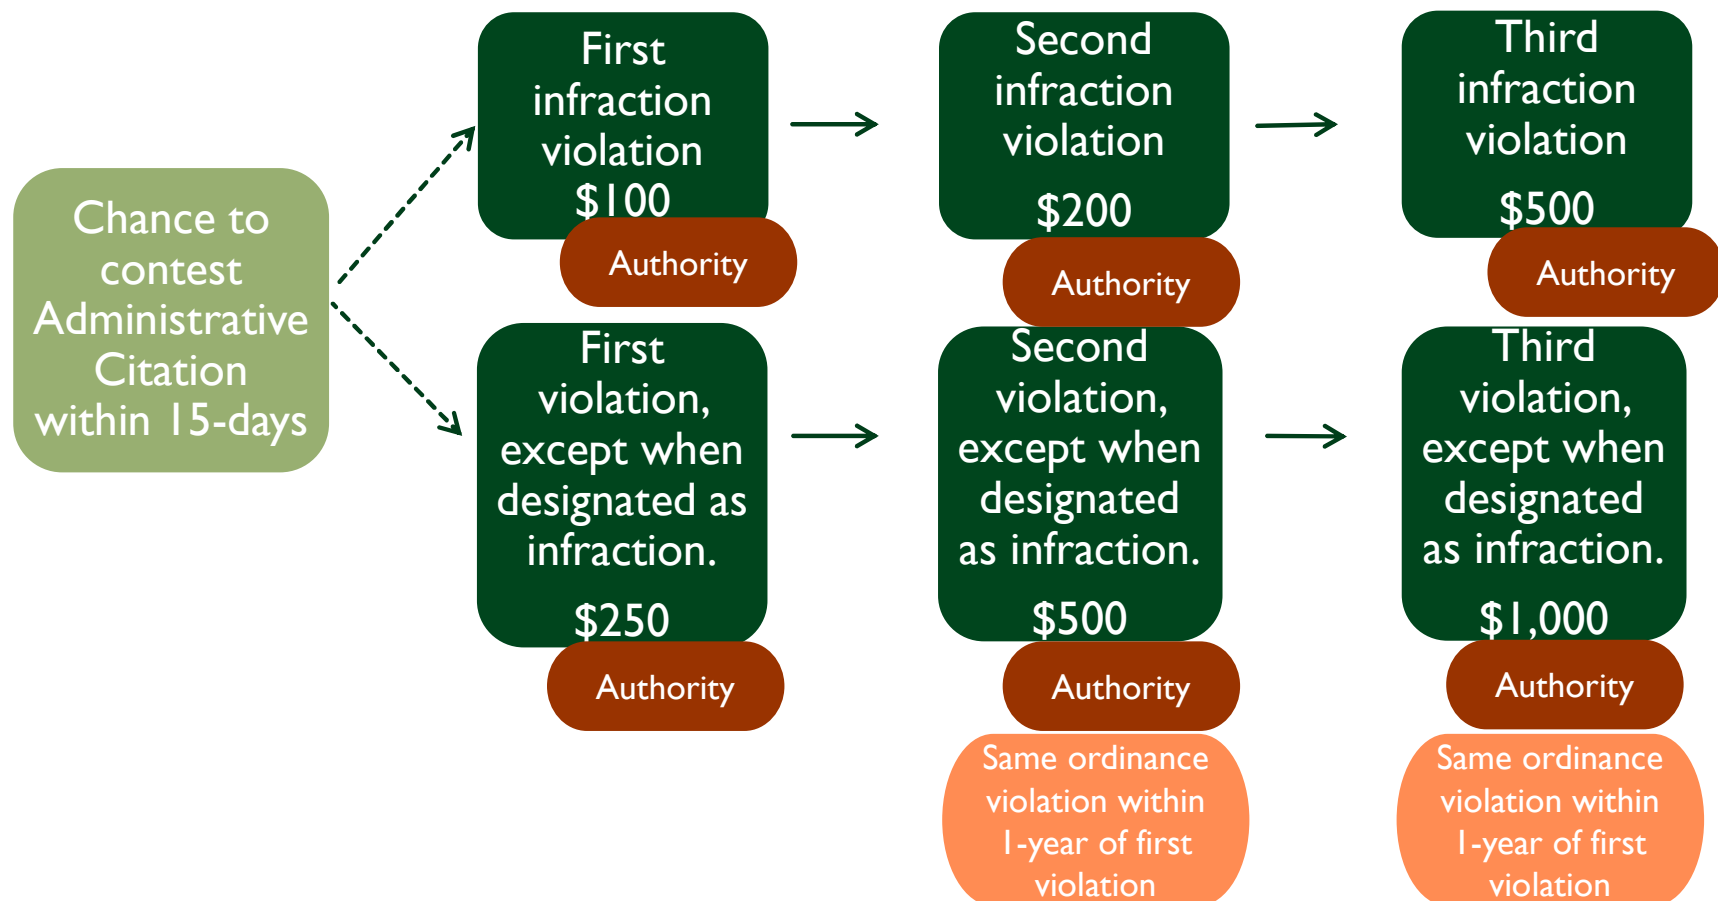 Chance to
contest
Administrative
Citation
within 15-days
First
infraction
violation
$100
Authority
Second
infraction
violation
$200
Authority
Third
infraction
violation
$500
Authority
First
violation,
except when
designated as
infraction.
$250
Authority
Second
violation,
except when
designated
as infraction.
$500
Authority
Same ordinance
violation within
1-year of first
violation
Third
violation,
except when
designated
as infraction.
$1,000
Authority
Same ordinance
violation within
1-year of first
violation